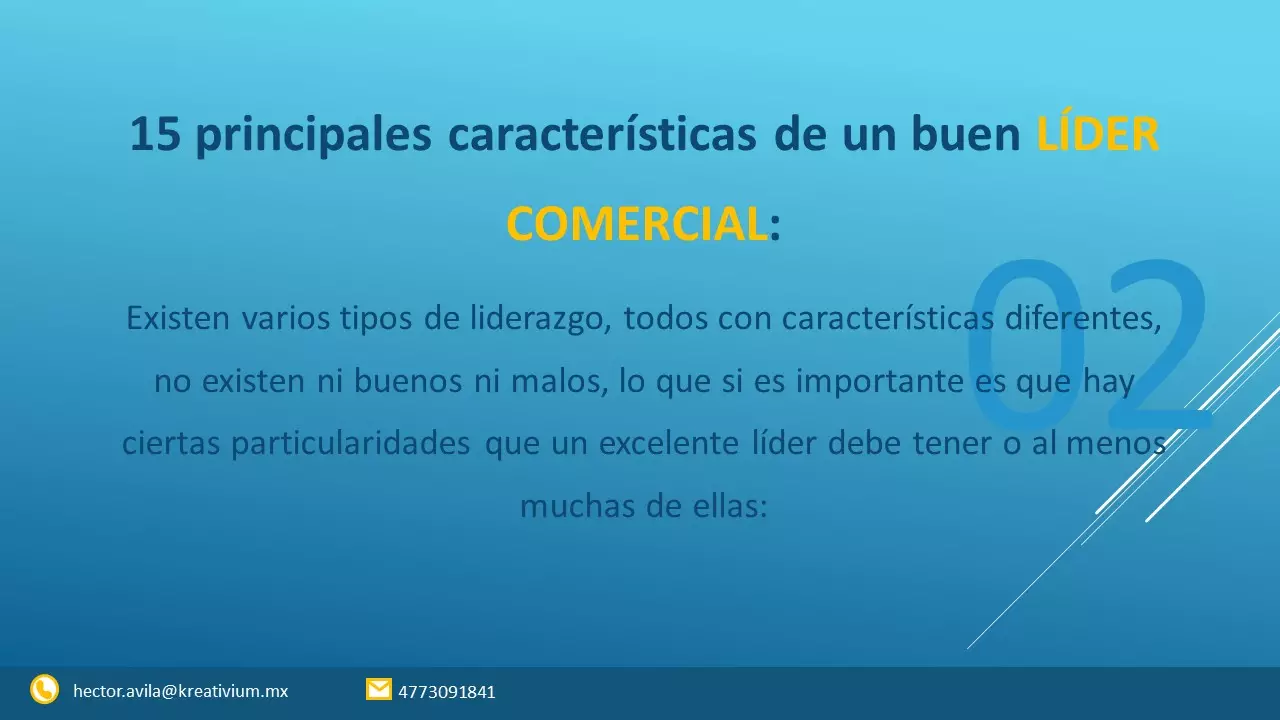 15 principales características de un buen LÍDER
COMERCIAL:
02
Existen varios tipos de liderazgo, todos con características diferentes,
no existen ni buenos ni malos, lo que si es importante es que hay
ciertas particularidades que un excelente líder debe tener o al menos
muchas de ellas:
hector.avila@kreativium.mx
4773091841